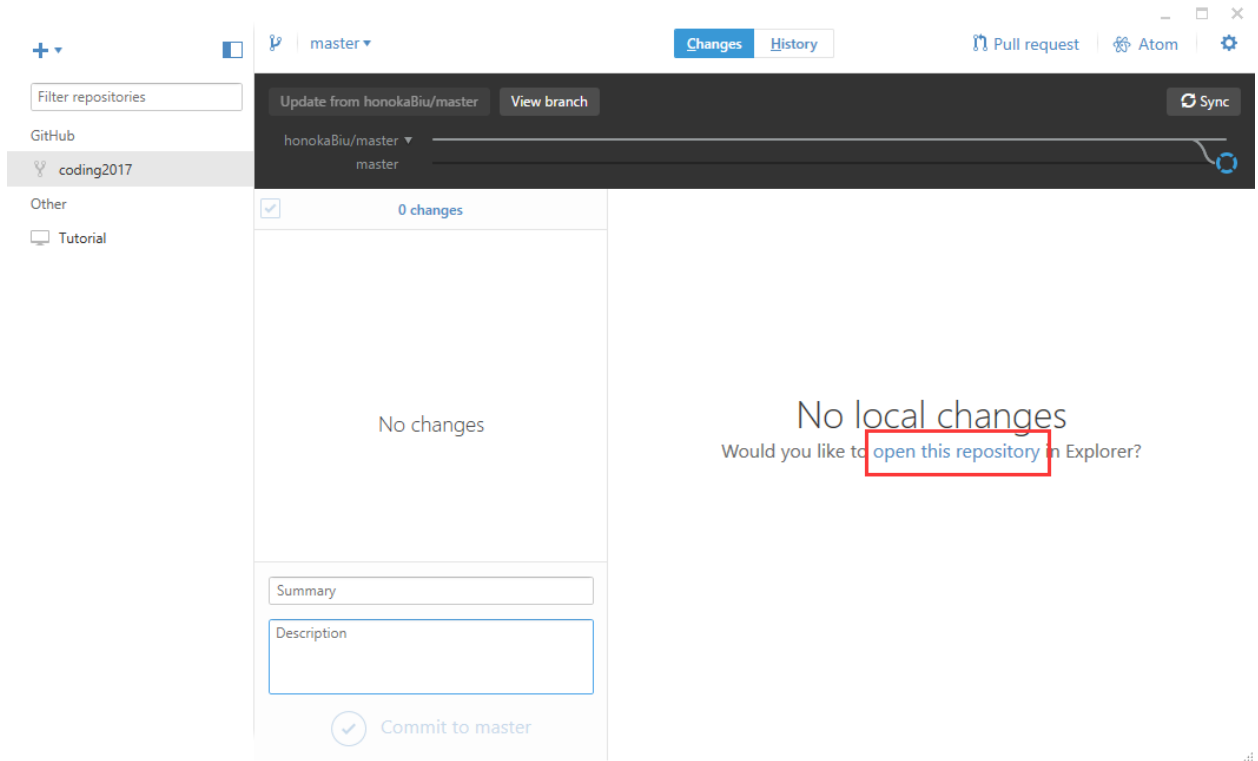 master
Changes
History
Pull request
Atom
Filter repositories
GitHub
coding2017
Other
Tutorial
Update from honokaBiu/master
View branch
Sync
honokaBiu/master
master
0 changes
No changes
No local changes
Would you like to open this repository in Explorer?
Summary
Description
Commit to master